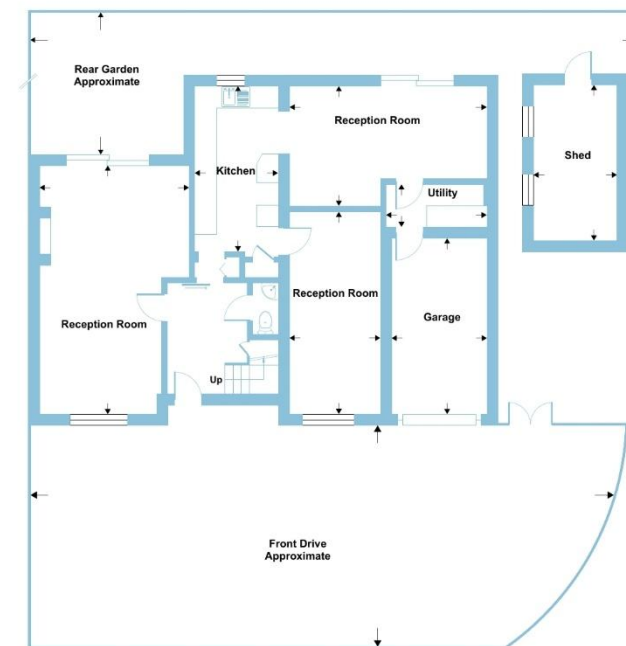 Rear Garden
Approximate
Reception Room
Shed
Kitchen
Utility
Reception Room
Garage
Reception Room
Up
Front Drive
Approximate